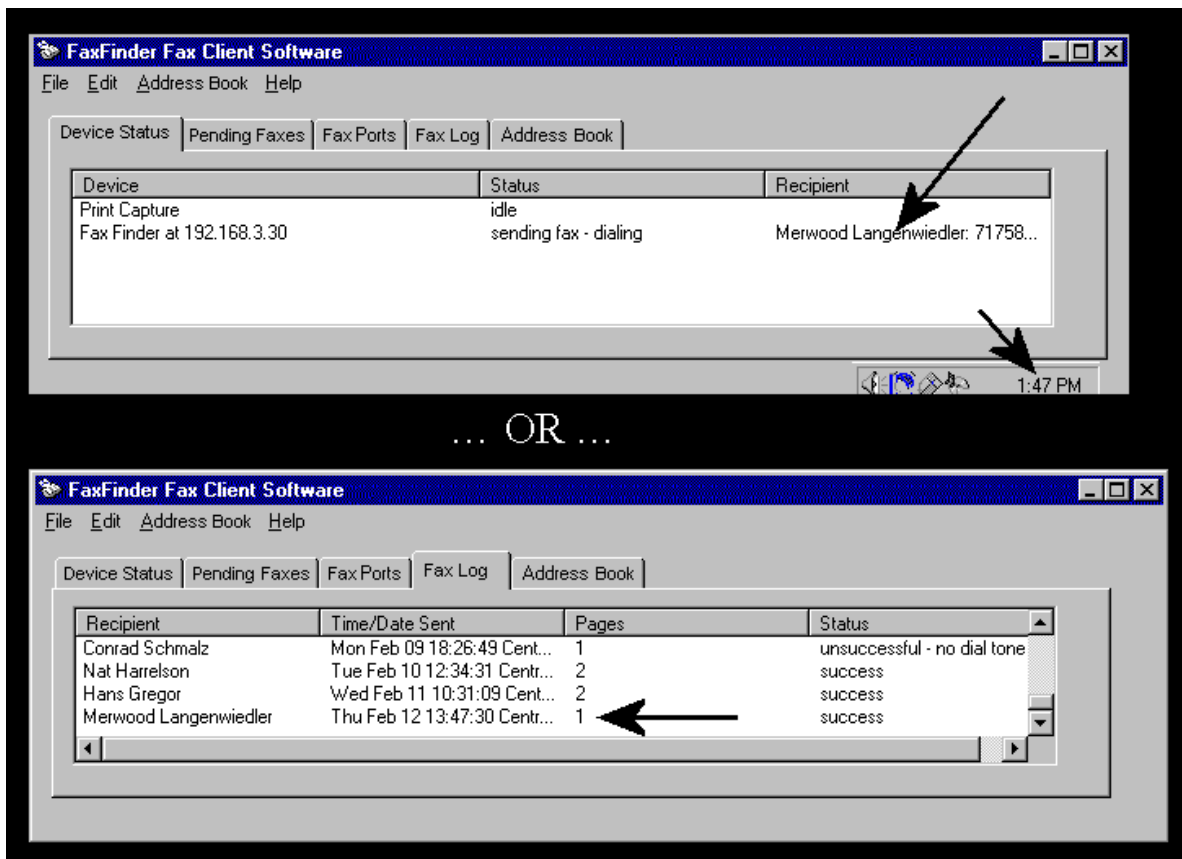 FaxFinder Fax Client Software
File Edit Address Book Help
Device Status Pending Faxes Fax Ports Fax Log Address Book
Device Status Recipient
Print Capture idle
Fax Finder at 192.168.3.30 sending fax - dialing Merwood Langenwiedler: 71758...
1:47 PM
... OR ...
FaxFinder Fax Client Software
File Edit Address Book Help
Device Status Pending Faxes Fax Ports Fax Log Address Book
Recipient Time/Date Sent Pages Status
Conrad Schmalz Mon Feb 09 18:26:49 Cent... 1 unsuccessful - no dial tone
Nat Harrelson Tue Feb 10 12:34:31 Centr... 2 success
Hans Gregor Wed Feb 11 10:31:09 Cent... 2 success
Merwood Langenwiedler Thu Feb 12 13:47:30 Centr... 1 success